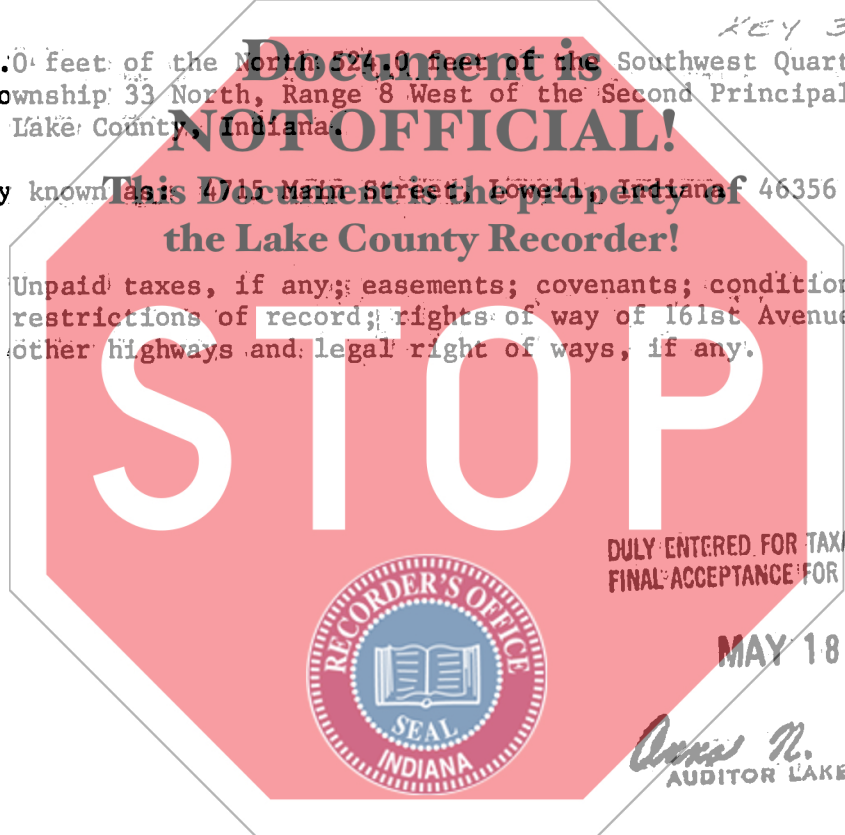 KEY 3
.0 feet of the North 524.0 feet of the Southwest Quart
Document is
ownship 33 North, Range 8 West of the Second Principal
Lake County, Indiana.
NOT OFFICIAL!
y known as: 4715 Main Street, Lowell, Indiana 46356
This Document is the property of
the Lake County Recorder!
Unpaid taxes, if any; easements; covenants; condition
restrictions of record; rights of way of 161st Avenue
other highways and legal right of ways, if any.
STOP
DULY ENTERED FOR TAXA
FINAL ACCEPTANCE FOR
RECORDER'S OFFICE
SEAL
INDIANA
MAY 18
Anna N.
AUDITOR LAKE